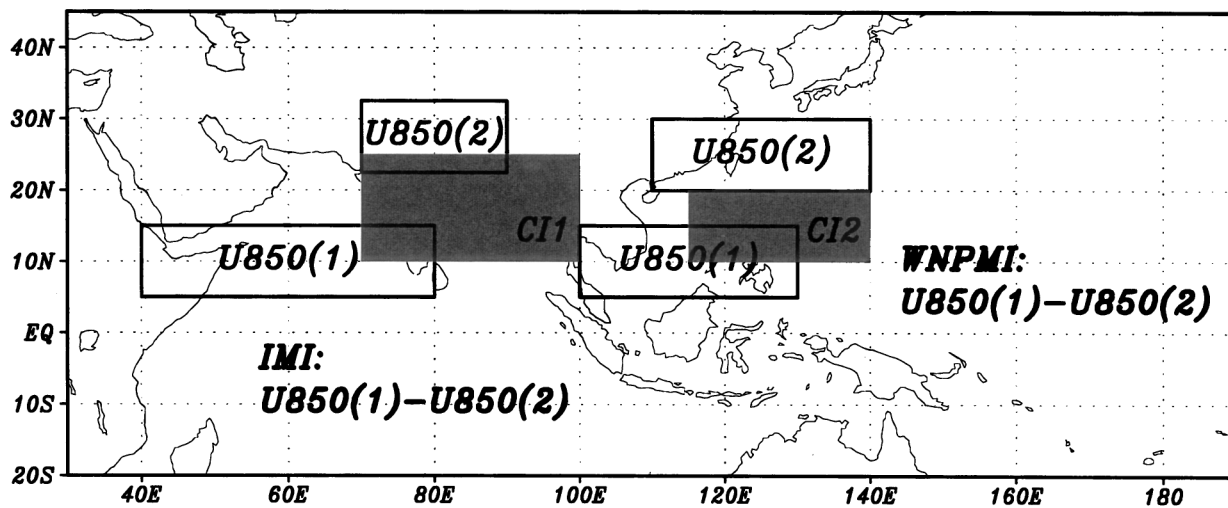 40N
30N
20N
10N
EQ
10S
20S
U850(2)
U850(2)
CI1
U850(1)
CI2
U850(1)
WNPMI:
U850(1)-U850(2)
IMI:
U850(1)-U850(2)
40E
60E
80E
100E
120E
140E
160E
180